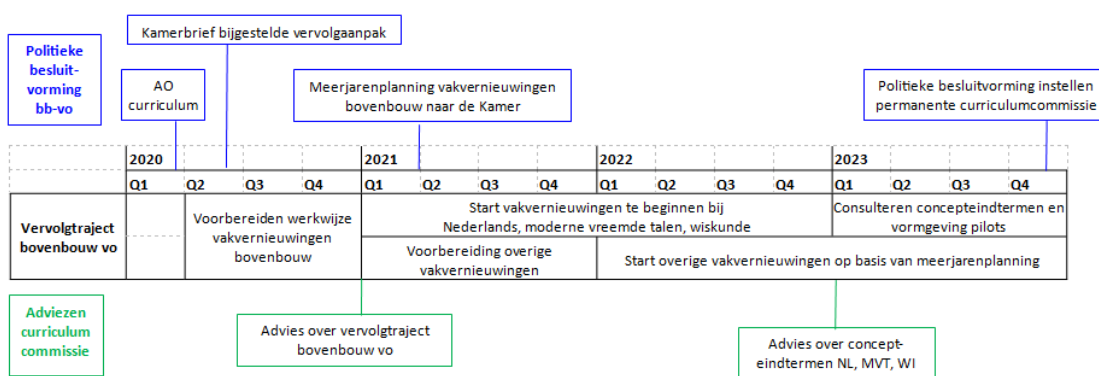 Kamerbrief bijgestelde vervolgaanpak
Politieke
besluit-
vorming
bb-vo
AO
curriculum
Meerjarenplanning vakvernieuwingen
bovenbouw naar de Kamer
Politieke besluitvorming instellen
permanente curriculumcommissie
2020 2021 2022 2023
Q1 Q2 Q3 Q4 Q1 Q2 Q3 Q4 Q1 Q2 Q3 Q4 Q1 Q2 Q3 Q4
Vervolgtraject
bovenbouw vo
Voorbereiden werkwijze
vakvernieuwingen
bovenbouw
Start vakvernieuwingen te beginnen bij
Nederlands, moderne vreemde talen, wiskunde
Consulteren concepteindtermen en
vormgeving pilots
Voorbereiding overige
vakvernieuwingen
Start overige vakvernieuwingen op basis van meerjarenplanning
Adviezen
curriculum
commissie
Advies over vervolgtraject
bovenbouw vo
Advies over concept-
eindtermen NL, MVT, WI